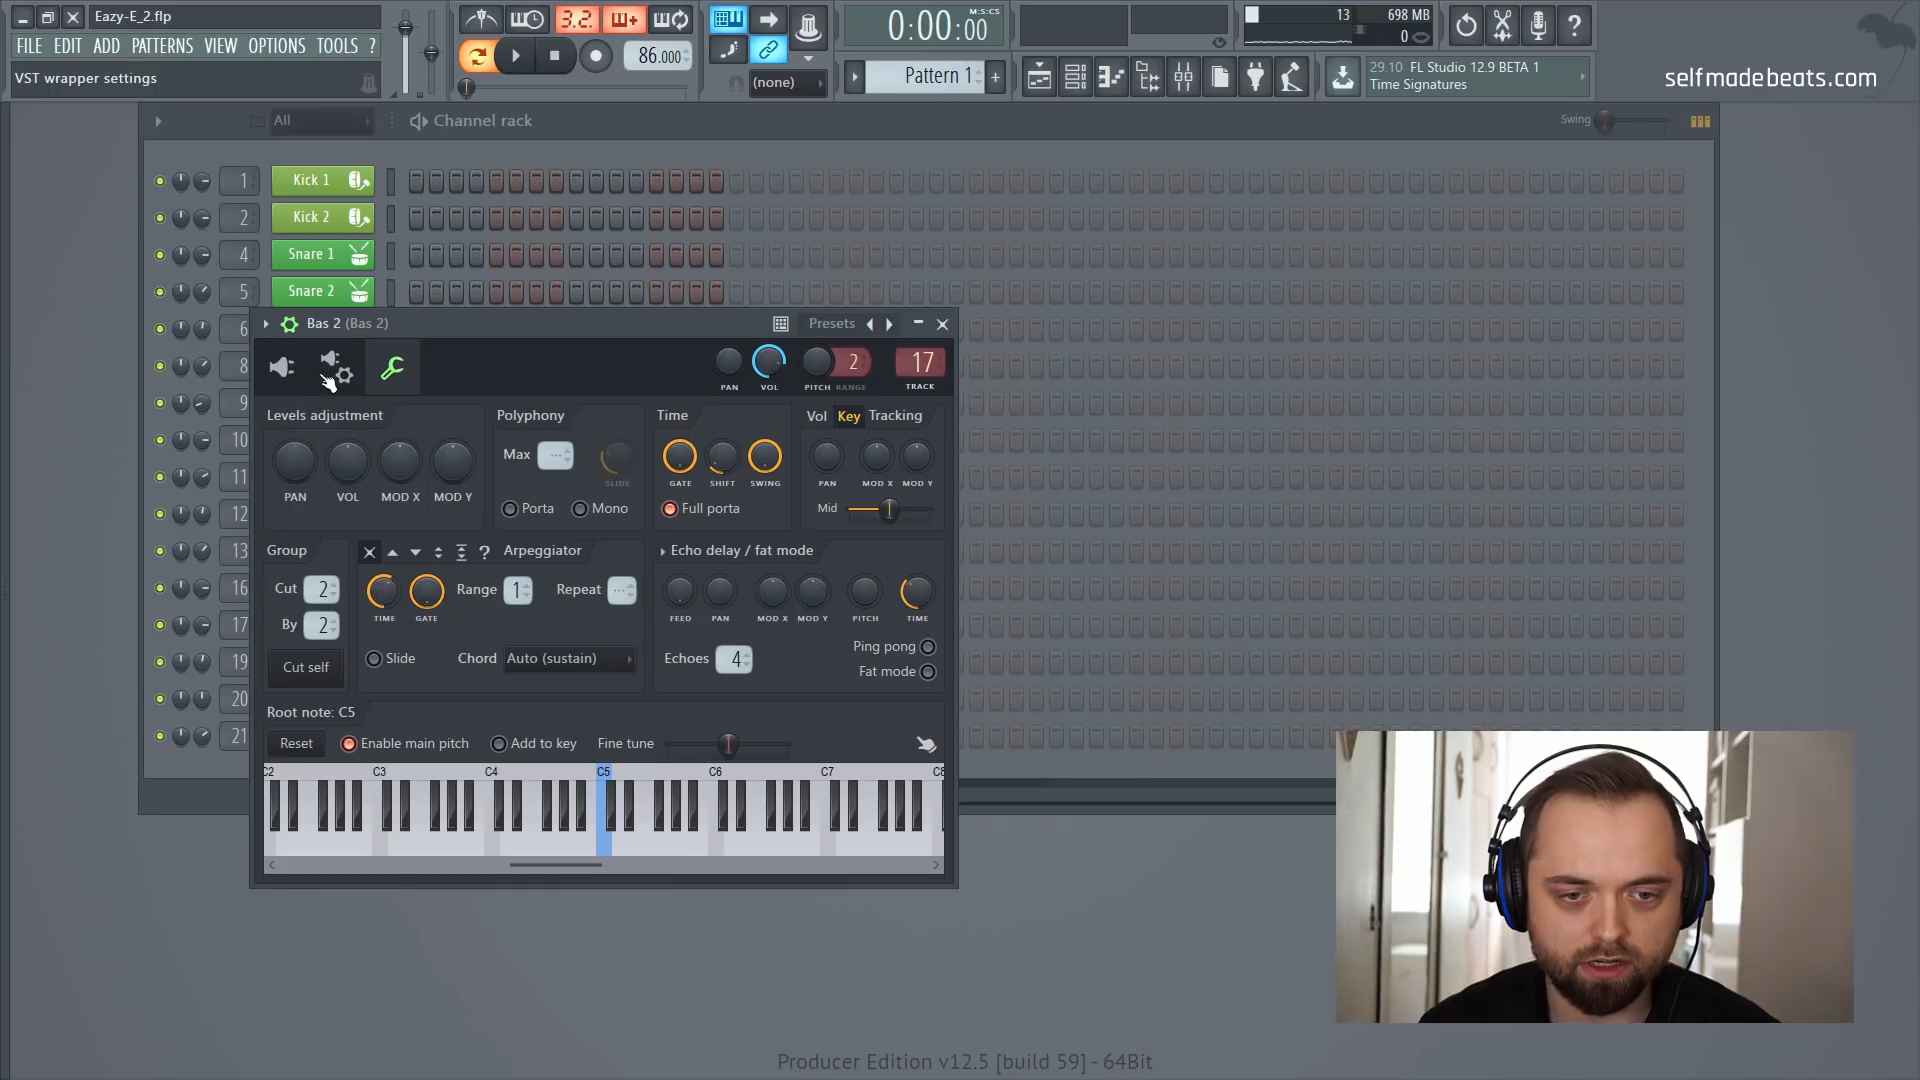 Eazy-E_2.flp
FILE EDIT ADD PATTERNS VIEW OPTIONS TOOLS ?
VST wrapper settings
3.2.
86.000
(none)
0:00:00
M:S:CS
Pattern 1
+
13
698 MB
0
?
29.10 FL Studio 12.9 BETA 1
Time Signatures
selfmadebeats.com
All
Channel rack
Swing
1 Kick 1
2 Kick 2
4 Snare 1
5 Snare 2
6
8
9
10
11
12
13
16
17
19
20
21
Bas 2 (Bas 2)
Presets
2
17
PAN VOL PITCH RANGE TRACK
Levels adjustment
PAN VOL MOD X MOD Y
Polyphony
Max
SLIDE
Porta Mono
Time
GATE SHIFT SWING
Full porta
Vol Key Tracking
PAN MOD X MOD Y
Mid
Group
Cut 2
By 2
Cut self
? Arpeggiator
TIME GATE
Range 1 Repeat
Slide Chord Auto (sustain)
Echo delay / fat mode
FEED PAN MOD X MOD Y PITCH TIME
Echoes 4
Ping pong
Fat mode
Root note: C5
Reset Enable main pitch Add to key Fine tune
C2 C3 C4 C5 C6 C7 C8
Producer Edition v12.5 [build 59] - 64Bit